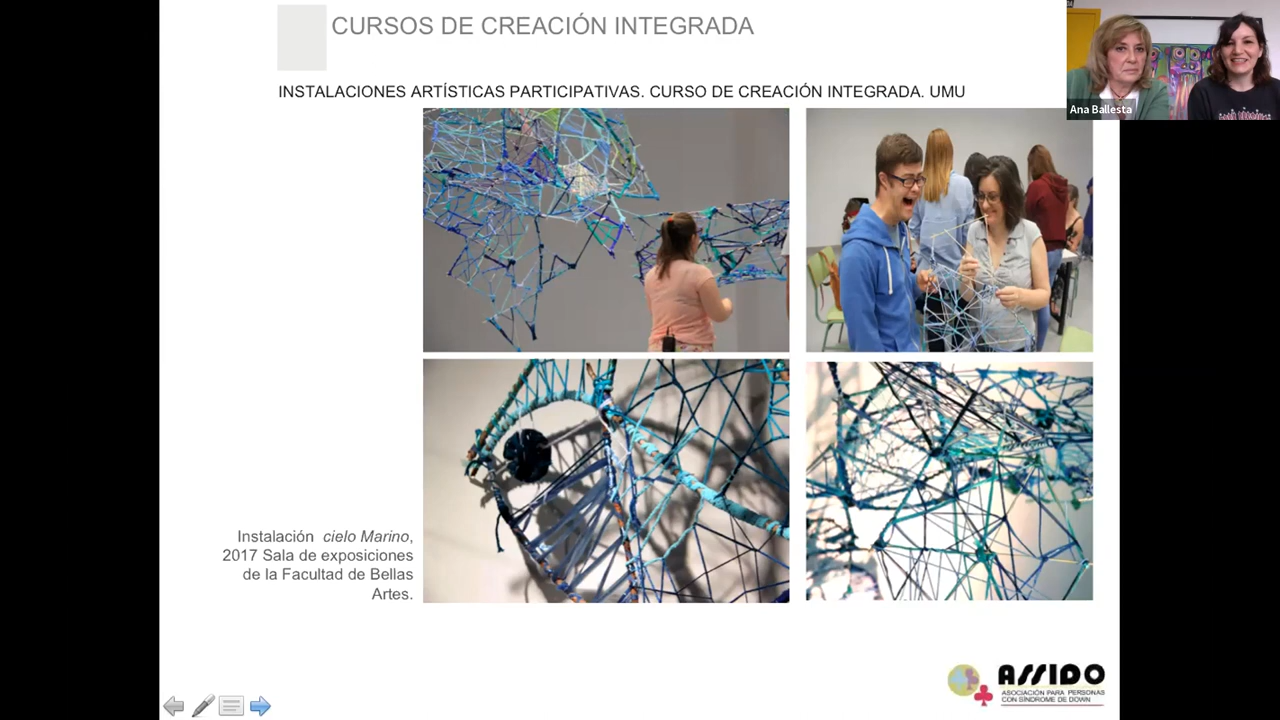 CURSOS DE CREACIÓN INTEGRADA
INSTALACIONES ARTÍSTICAS PARTICIPATIVAS. CURSO DE CREACIÓN INTEGRADA. UMU
Ana Ballesta
Instalación cielo Marino,
2017 Sala de exposiciones
de la Facultad de Bellas
Artes.
ASSIDO
ASOCIACIÓN PARA PERSONAS
CON SÍNDROME DE DOWN